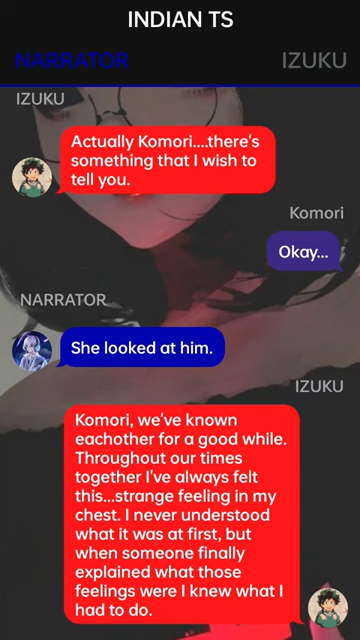 INDIAN TS
NARRATOR
IZUKU
IZUKU
Actually Komori....there's
something that I wish to
tell you.
Komori
Okay...
NARRATOR
She looked at him.
IZUKU
Komori, we've known
eachother for a good while.
Throughout our times
together I've always felt
this...strange feeling in my
chest. I never understood
what it was at first, but
when someone finally
explained what those
feelings were I knew what I
had to do.